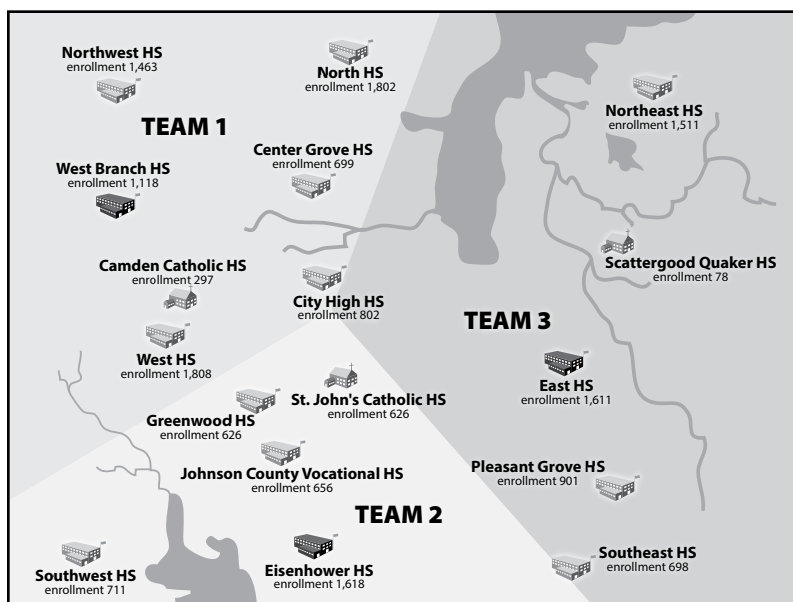 Northwest HS
enrollment 1,463
North HS
enrollment 1,802
Northeast HS
enrollment 1,511
TEAM 1
Center Grove HS
enrollment 699
West Branch HS
enrollment 1,118
Camden Catholic HS
enrollment 297
Scattergood Quaker HS
enrollment 78
City High HS
enrollment 802
TEAM 3
West HS
enrollment 1,808
East HS
enrollment 1,611
St. John's Catholic HS
enrollment 626
Greenwood HS
enrollment 626
Johnson County Vocational HS
enrollment 656
Pleasant Grove HS
enrollment 901
TEAM 2
Southwest HS
enrollment 711
Eisenhower HS
enrollment 1,618
Southeast HS
enrollment 698